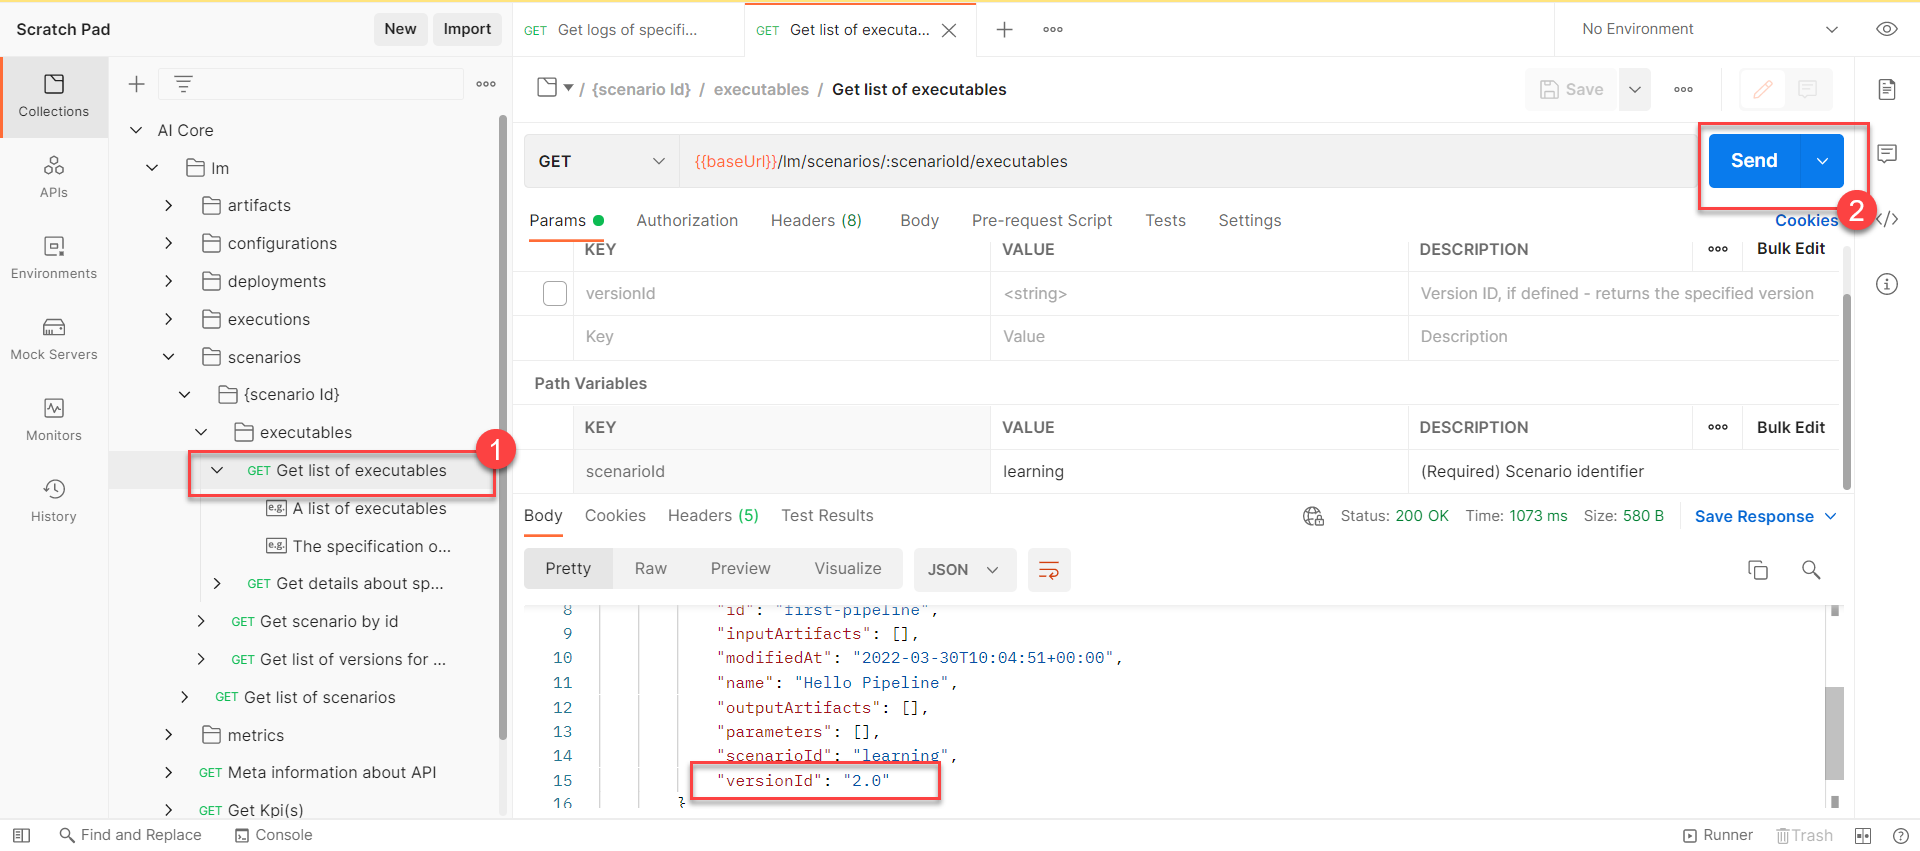 Scratch Pad
New
Import
GET Get logs of specifi...
GET Get list of executa...
No Environment
Collections
APIs
Environments
Mock Servers
Monitors
History
AI Core
lm
artifacts
configurations
deployments
executions
scenarios
{scenario Id}
executables
GET Get list of executables
1
e.g. A list of executables
e.g. The specification o...
GET Get details about sp...
GET Get scenario by id
GET Get list of versions for ...
GET Get list of scenarios
metrics
GET Meta information about API
GET Get Kpi(s)
/ {scenario Id} / executables / Get list of executables
Save
GET
{{baseUrl}}/lm/scenarios/:scenarioId/executables
Send
2
Params Authorization Headers (8) Body Pre-request Script Tests Settings
Cookies
</>
KEY VALUE DESCRIPTION Bulk Edit
versionId <string> Version ID, if defined - returns the specified version
Key Value Description
Path Variables
KEY VALUE DESCRIPTION Bulk Edit
scenarioId learning (Required) Scenario identifier
Body Cookies Headers (5) Test Results
Status: 200 OK Time: 1073 ms Size: 580 B Save Response
Pretty Raw Preview Visualize JSON
8 "id": "first-pipeline",
9 "inputArtifacts": [],
10 "modifiedAt": "2022-03-30T10:04:51+00:00",
11 "name": "Hello Pipeline",
12 "outputArtifacts": [],
13 "parameters": [],
14 "scenarioId": "learning",
15 "versionId": "2.0"
16 }
Find and Replace Console
Runner Trash